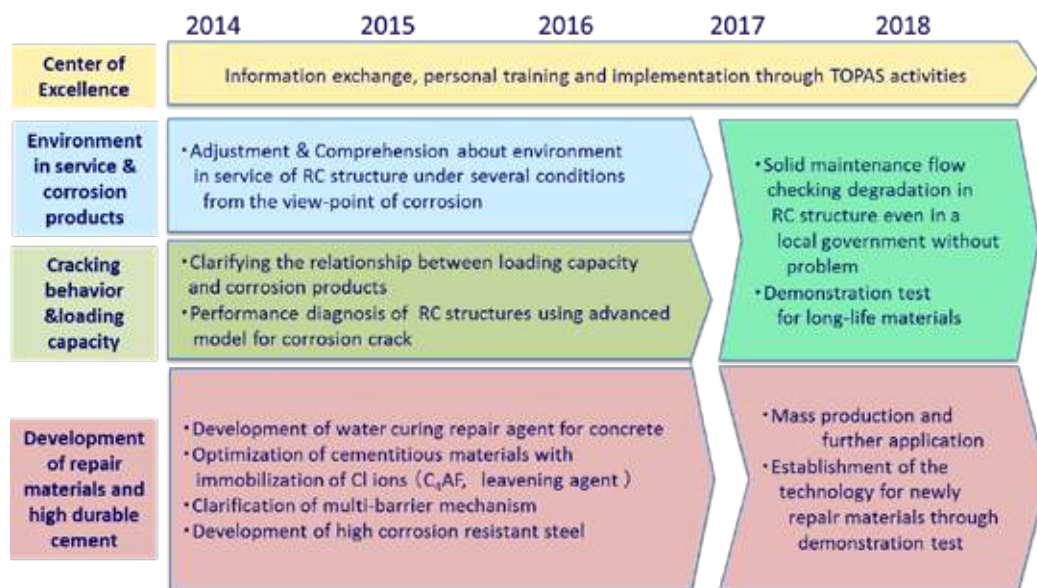 2014 2015 2016 2017 2018
Center of
Excellence
Information exchange, personal training and implementation through TOPAS activities
Environment
in service &
corrosion
products
・Adjustment & Comprehension about environment
in service of RC structure under several conditions
from the view-point of corrosion
Cracking
behavior
&loading
capacity
・Clarifying the relationship between loading capacity
and corrosion products
・Performance diagnosis of RC structures using advanced
model for corrosion crack
・Solid maintenance flow
checking degradation in
RC structure even in a
local government without
problem
・Demonstration test
for long-life materials
Development
of repair
materials and
high durable
cement
・Development of water curing repair agent for concrete
・Optimization of cementitious materials with
immobilization of Cl ions (C₄AF, leavening agent)
・Clarification of multi-barrier mechanism
・Development of high corrosion resistant steel
・Mass production and
further application
・Establishment of the
technology for newly
repair materials through
demonstration test